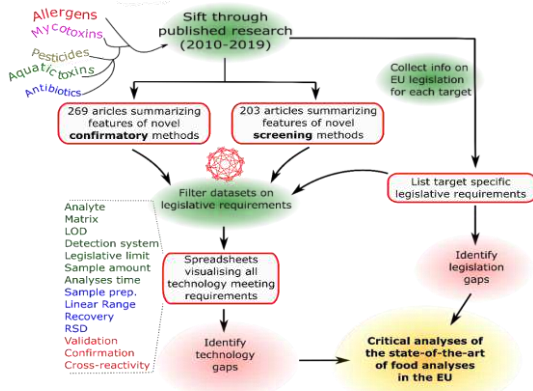 Allergens
Mycotoxins
Pesticides
Aquatictoxins
Antibiotics
Sift through
published research
(2010-2019)
Collect info on
EU legislation
for each target
269 aricles summarizing
features of novel
confirmatory methods
203 articles summarizing
features of novel
screening methods
Filter datasets on
legislative requirements
List target specific
legislative requirements
Analyte
Matrix
LOD
Detection system
Legislative limit
Sample amount
Analyses time
Sample prep.
Linear Range
Recovery
RSD
Validation
Confirmation
Cross-reactivity
Spreadsheets
visualising all
technology meeting
requirements
Identify
legislation
gaps
Identify
technology
gaps
Critical analyses of
the state-of-the-art
of food analyses
in the EU